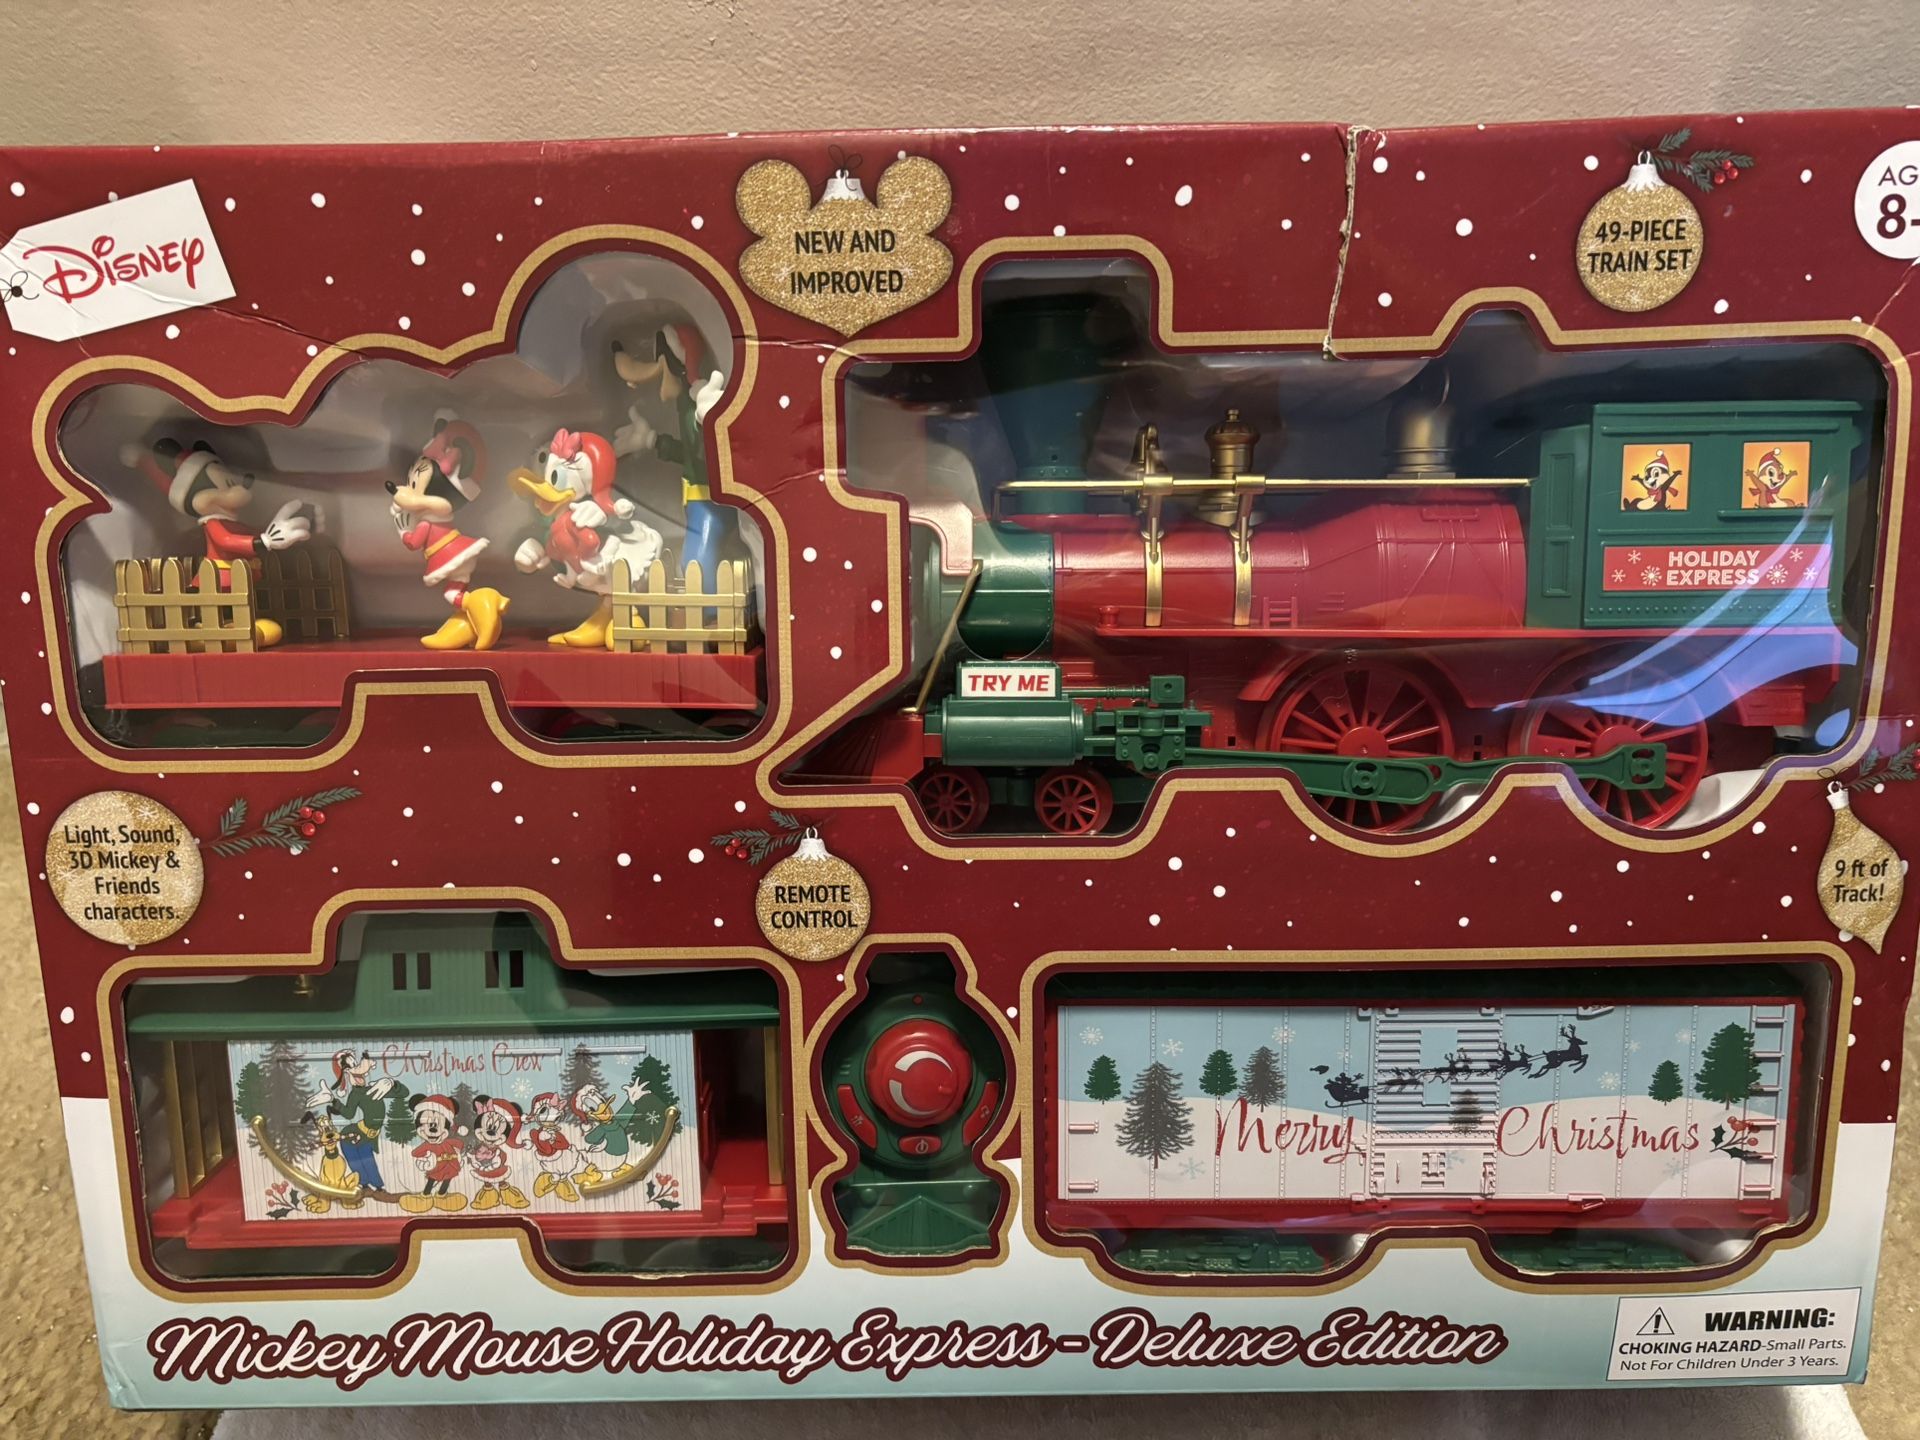 Disney
NEW AND
IMPROVED
49-PIECE
TRAIN SET
8-
HOLIDAY
EXPRESS
TRY ME
Light, Sound,
3D Mickey &
Friends
characters.
REMOTE
CONTROL
9 ft of
Track!
Christmas Crew
Merry Christmas
Mickey Mouse Holiday Express - Deluxe Edition
WARNING:
CHOKING HAZARD-Small Parts.
Not For Children Under 3 Years.